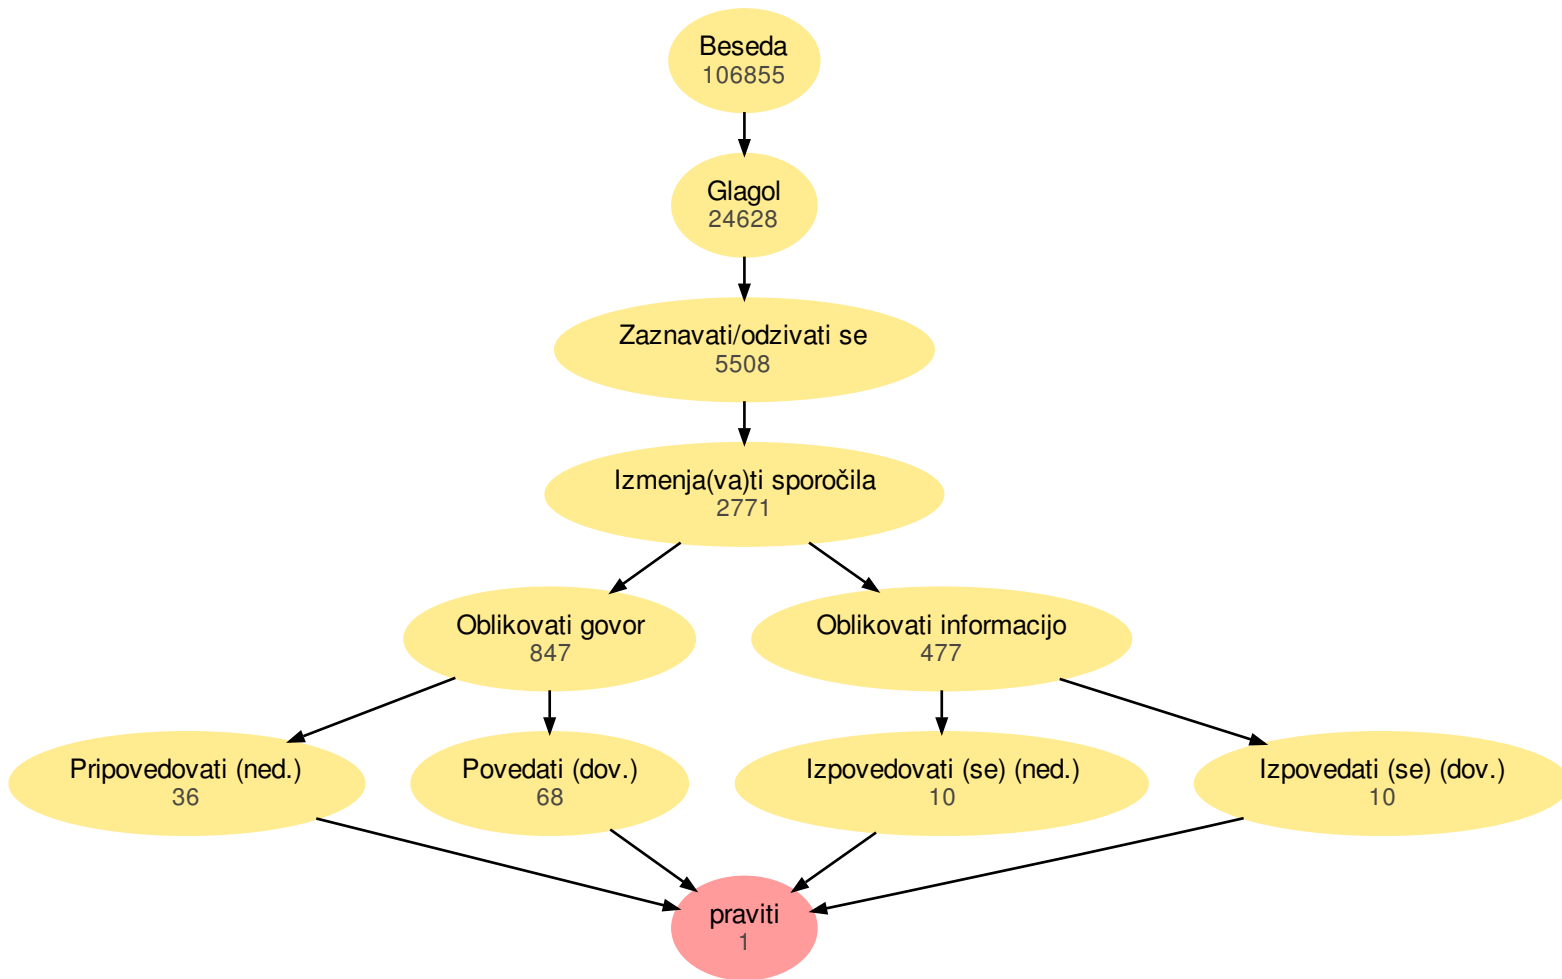 Beseda
106855
Glagol
24628
Zaznavati/odzivati se
5508
Izmenja(va)ti sporočila
2771
Oblikovati govor
847
Oblikovati informacijo
477
Pripovedovati (ned.)
36
Povedati (dov.)
68
Izpovedovati (se) (ned.)
10
Izpovedati (se) (dov.)
10
praviti
1